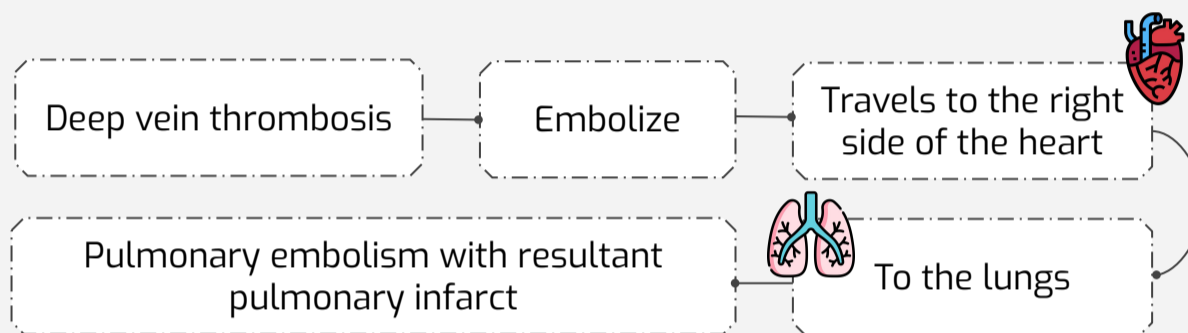 Deep vein thrombosis
Embolize
Travels to the right
side of the heart
To the lungs
Pulmonary embolism with resultant
pulmonary infarct